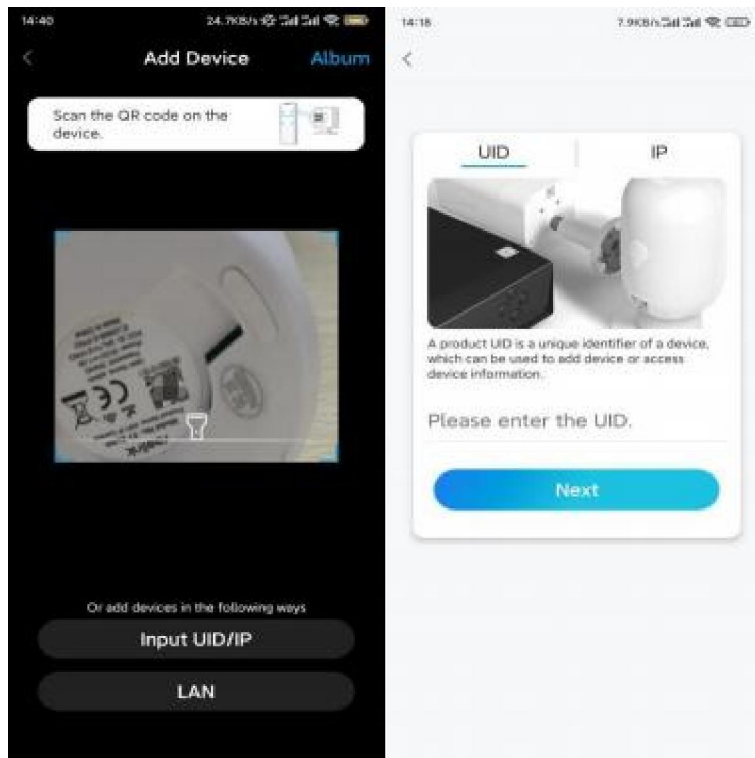 14:40
24.7KB/s
Add Device
Album
Scan the QR code on the
device.
Or add devices in the following ways
Input UID/IP
LAN
14:18
7.9KB/s
UID
IP
A product UID is a unique identifier of a device,
which can be used to add device or access
device information.
Please enter the UID.
Next